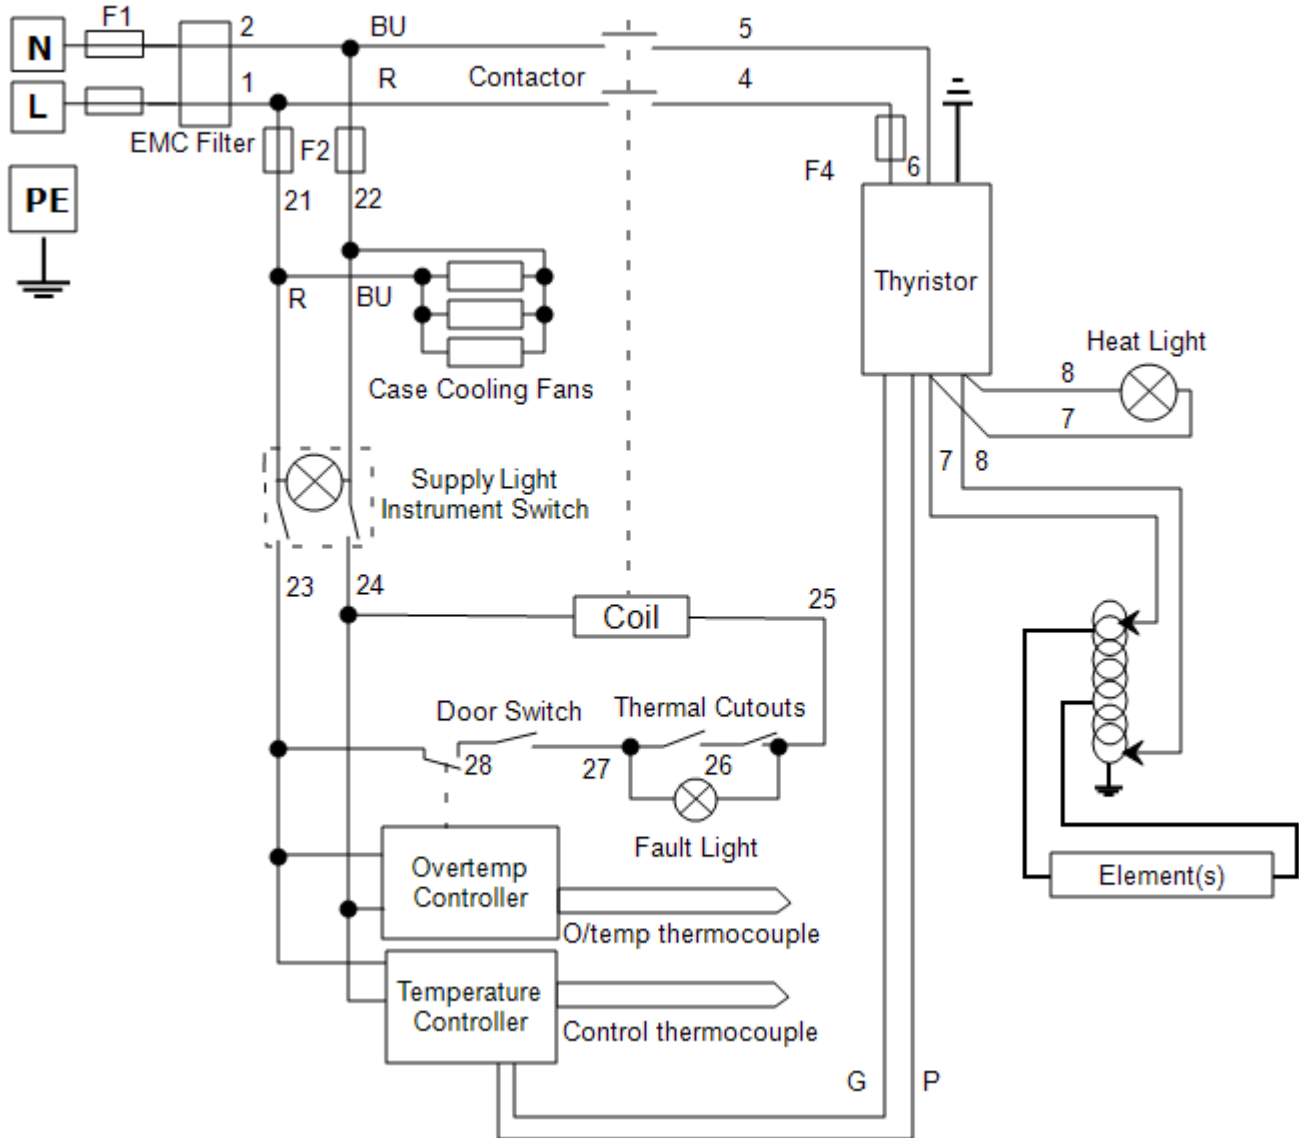 F1
N
2
BU
5
L
1
R
Contactor
4
EMC Filter
F2
F4
6
PE
21
22
R
BU
Thyristor
Case Cooling Fans
Heat Light
8
7
7
8
Supply Light
Instrument Switch
23
24
Coil
25
Door Switch
Thermal Cutouts
28
27
26
Fault Light
Overtemp
Controller
O/temp thermocouple
Element(s)
Temperature
Controller
Control thermocouple
G
P